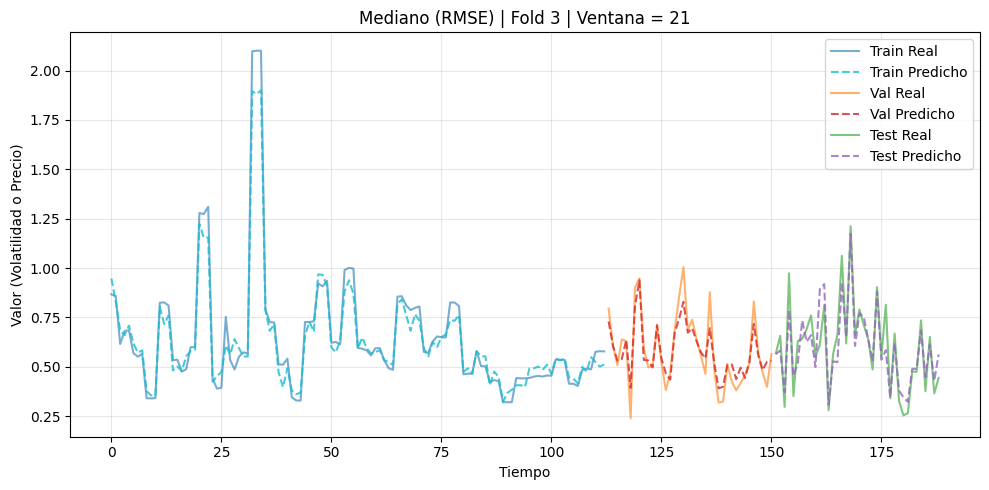 Mediano (RMSE) | Fold 3 | Ventana = 21
Train Real
Train Predicho
Val Real
Val Predicho
Test Real
Test Predicho
Valor (Volatilidad o Precio)
2.00
1.75
1.50
1.25
1.00
0.75
0.50
0.25
0 25 50 75 100 125 150 175
Tiempo